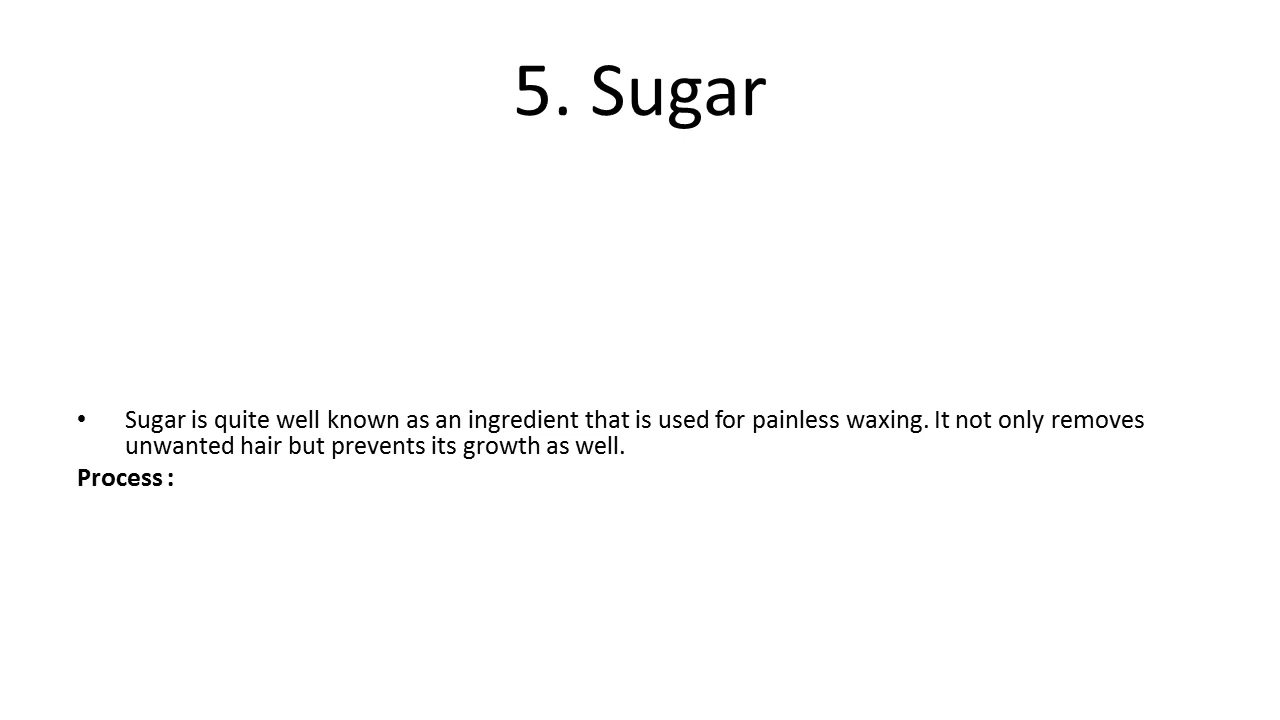 5. Sugar
• Sugar is quite well known as an ingredient that is used for painless waxing. It not only removes
unwanted hair but prevents its growth as well.
Process :